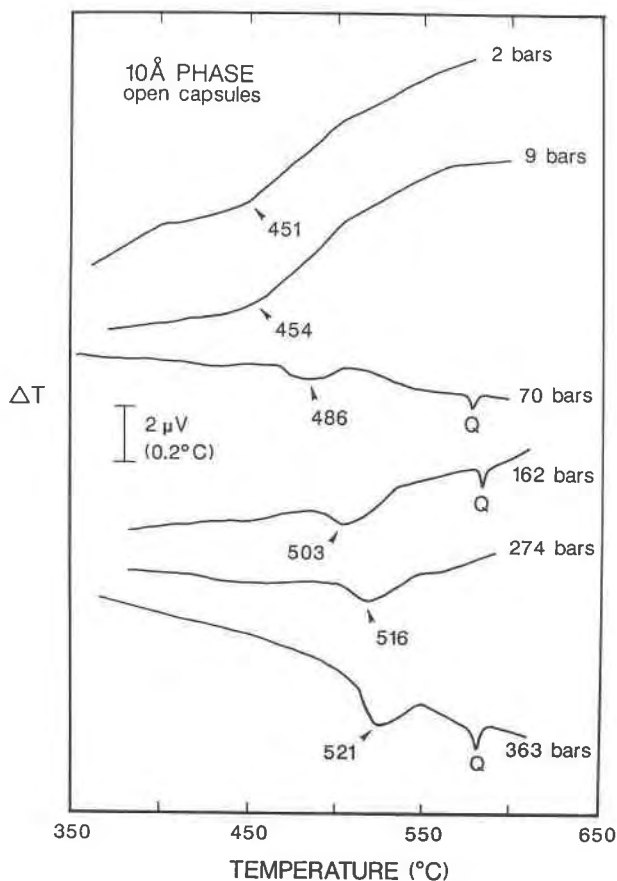 10Å PHASE
open capsules
2 bars
9 bars
451
454
ΔT
2 μV
(0.2°C)
486
70 bars
Q
162 bars
Q
503
274 bars
516
521
Q
363 bars
350
450
550
650
TEMPERATURE (°C)